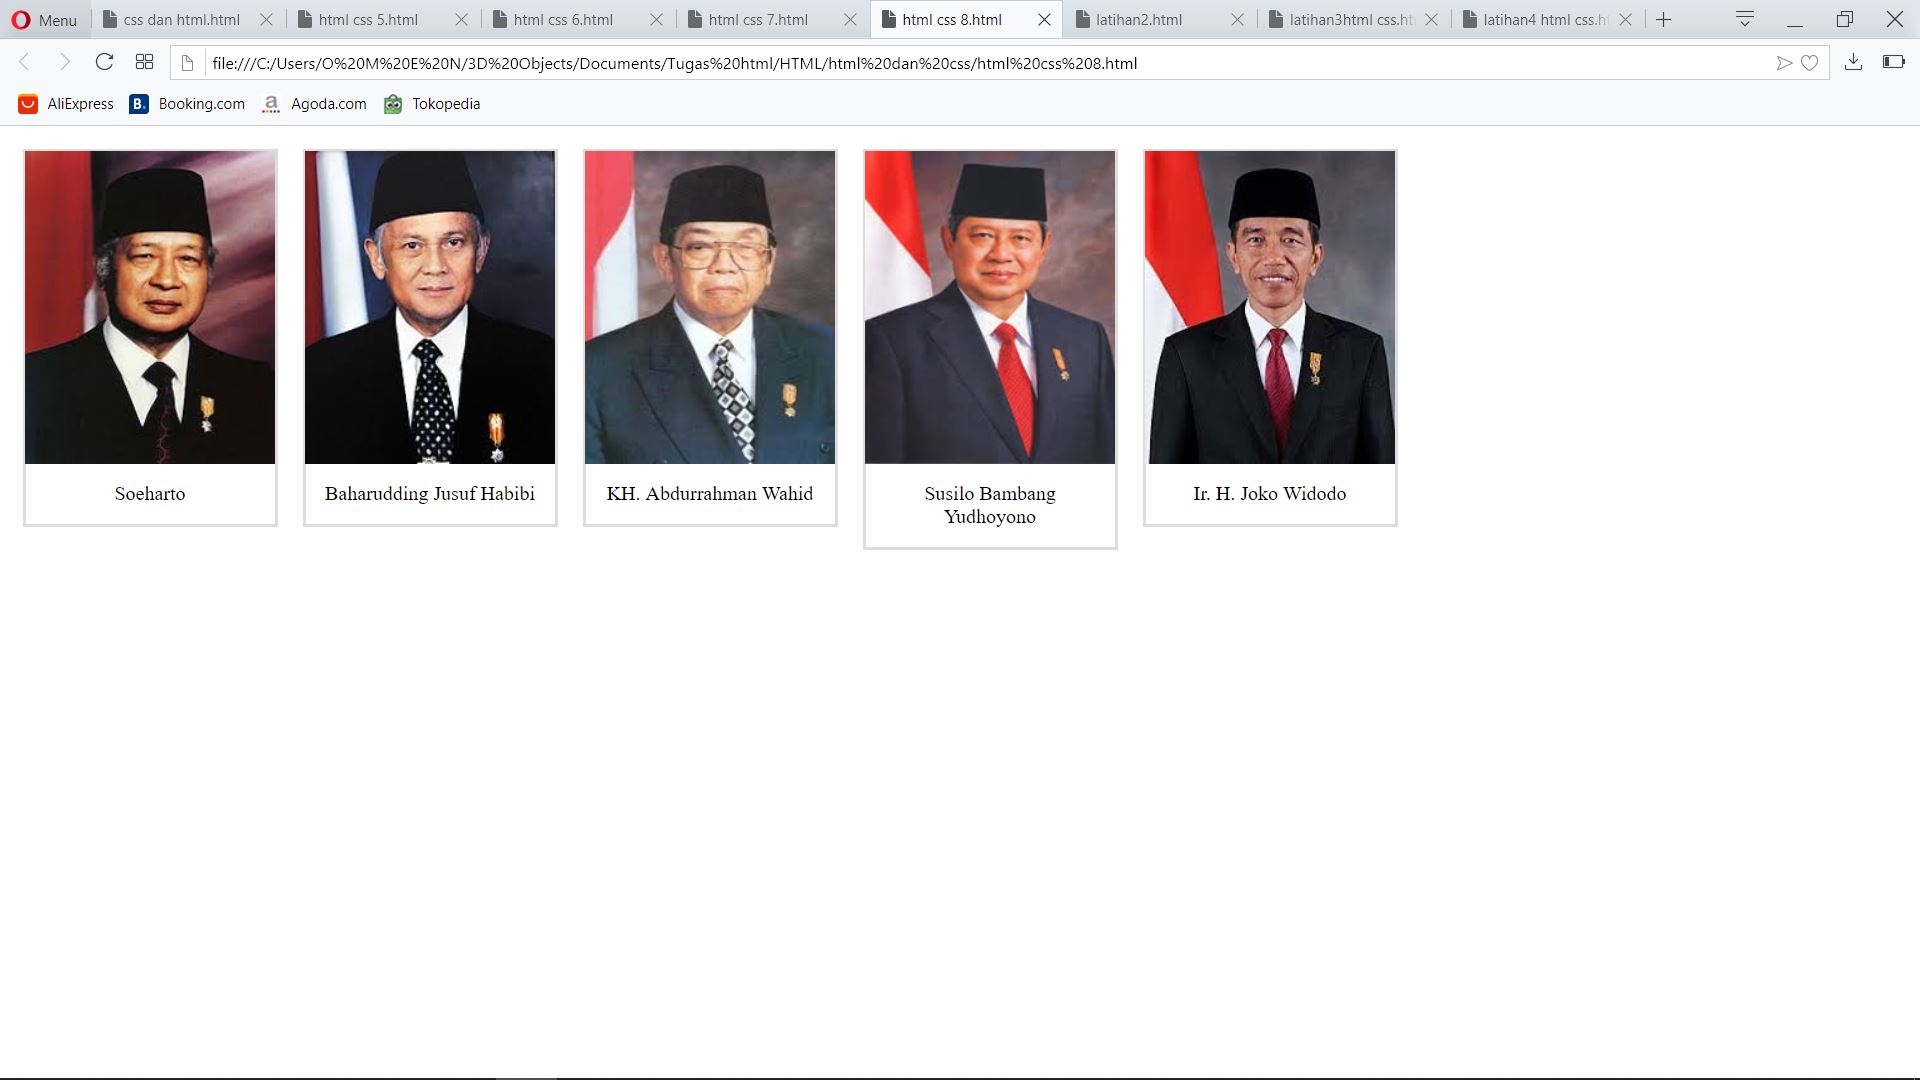 Menu
css dan html.html
html css 5.html
html css 6.html
html css 7.html
html css 8.html
latihan2.html
latihan3html css.ht
latihan4 html css.ht
file:///C:/Users/O%20M%20E%20N/3D%20Objects/Documents/Tugas%20html/HTML/html%20dan%20css/html%20css%208.html
AliExpress
B.
Booking.com
a
Agoda.com
Tokopedia
Soeharto
Baharudding Jusuf Habibi
KH. Abdurrahman Wahid
Susilo Bambang
Yudhoyono
Ir. H. Joko Widodo